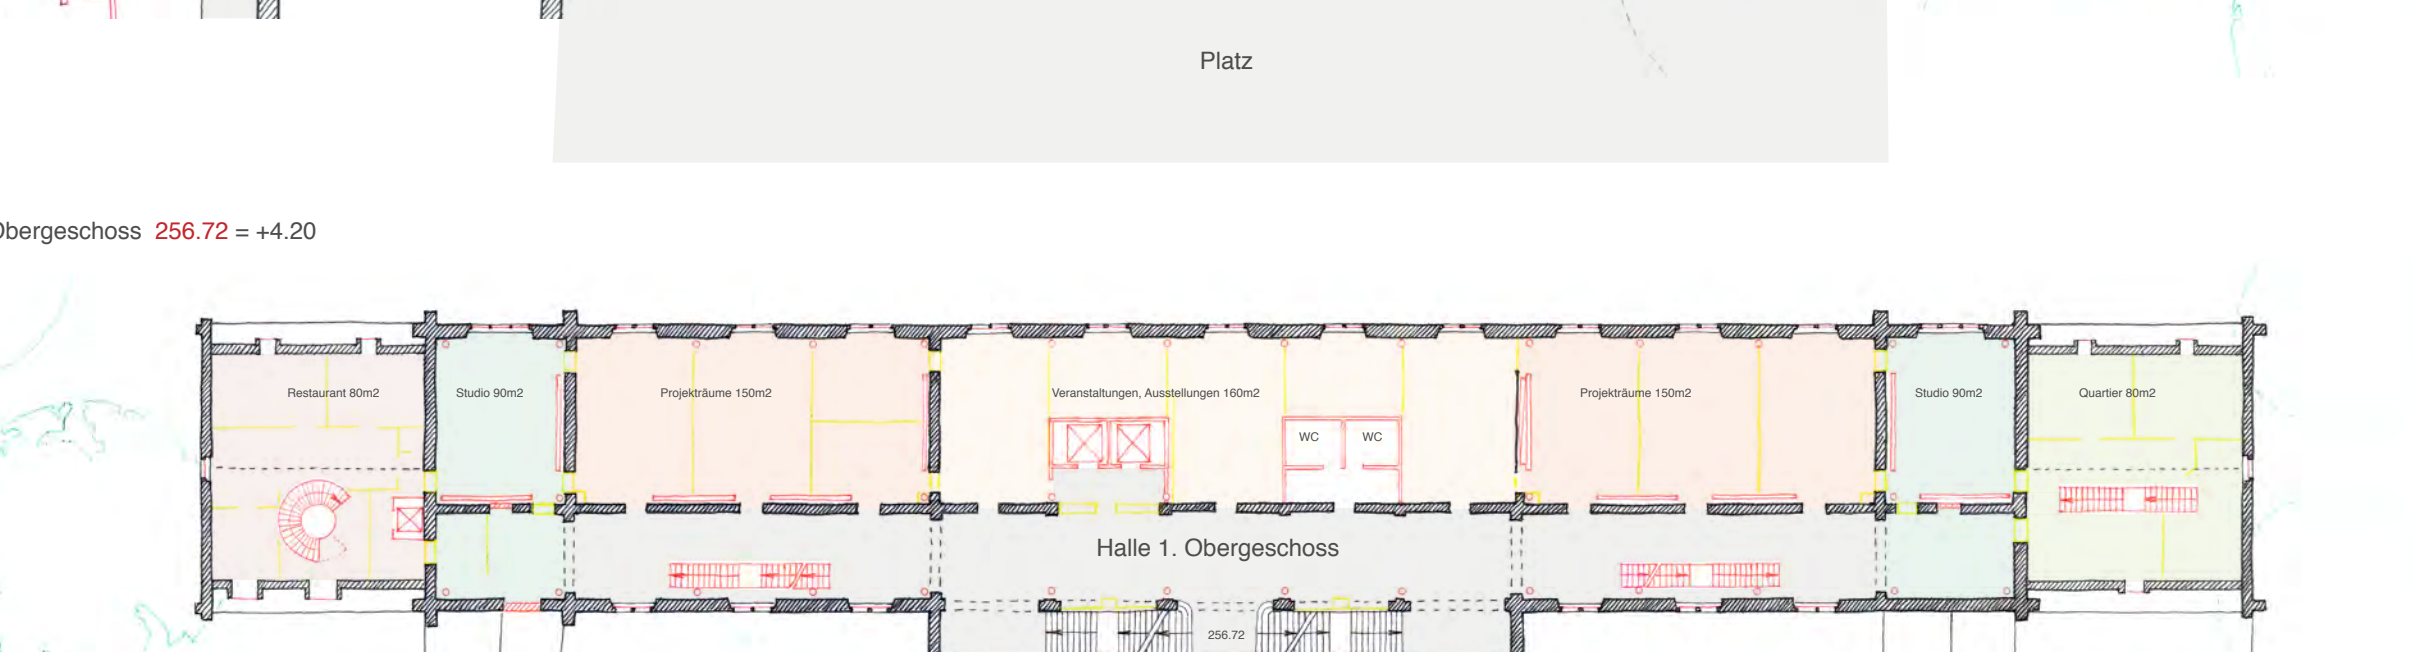 Platz
Obergeschoss 256.72 = +4.20
Restaurant 80m2
Studio 90m2
Projekträume 150m2
Veranstaltungen, Ausstellungen 160m2
Projekträume 150m2
Studio 90m2
Quartier 80m2
WC
WC
Halle 1. Obergeschoss
256.72